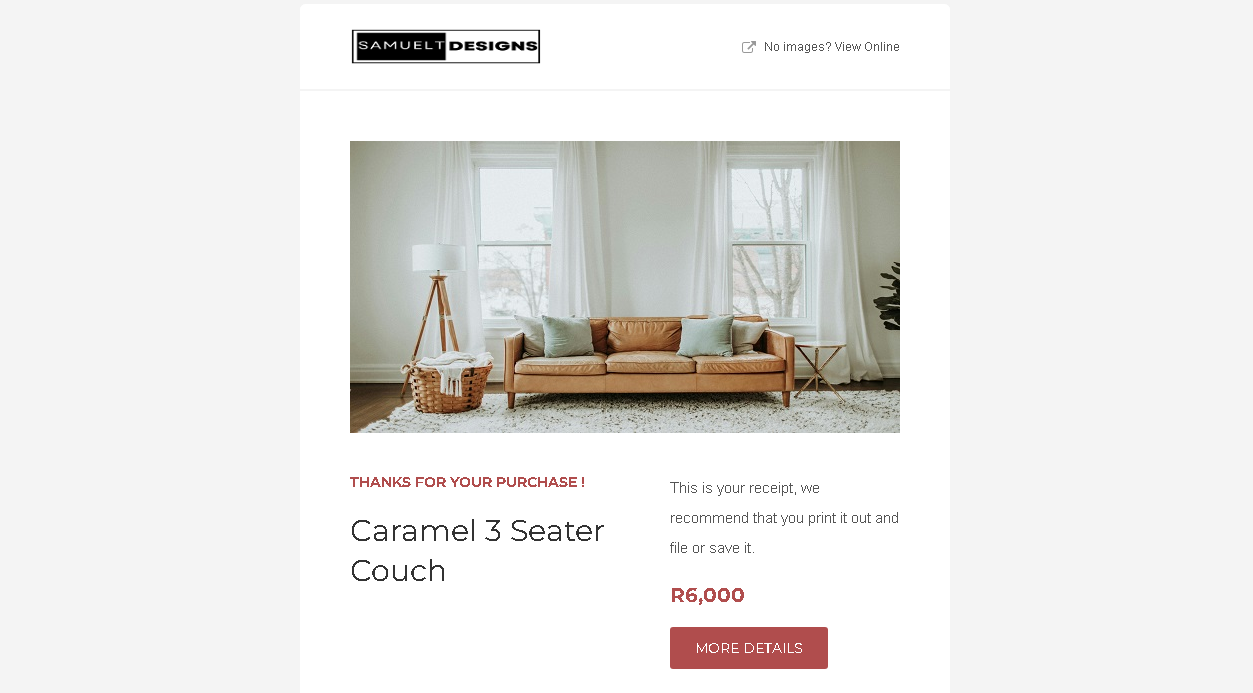 SAMUELT DESIGNS
No images? View Online
THANKS FOR YOUR PURCHASE !
Caramel 3 Seater
Couch
This is your receipt, we
recommend that you print it out and
file or save it.
R6,000
MORE DETAILS